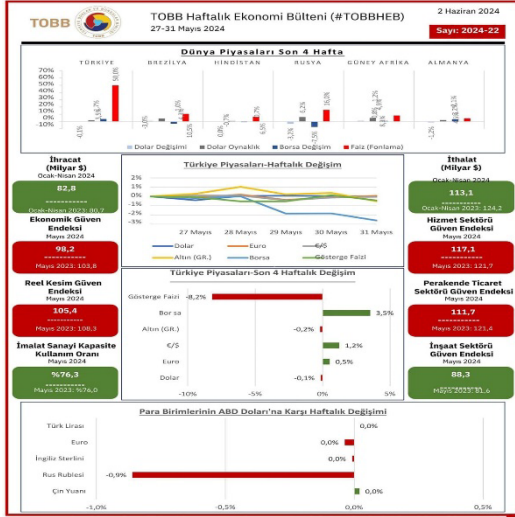 TOBB
TOBB Haftalık Ekonomi Bülteni (#TOBBHEB)
27-31 Mayıs 2024
2 Haziran 2024
Sayı: 2024-22
Dünya Piyasaları Son 4 Hafta
TÜRKİYE BREZİLYA HİNDİSTAN RUSYA GÜNEY AFRİKA ALMANYA
70%
60%
50%
40%
30%
20%
10%
0%
-10%
-0,1%
50,0%
10,5%
6,5%
16,0%
-1,2%
Dolar Değişimi Dolar Oynaklık Borsa Değişimi Faiz (Fonlama)
İhracat
(Milyar $)
Ocak-Nisan 2024
82,8
Ocak-Nisan 2023: 80,7
Ekonomik Güven
Endeksi
Mayıs 2024
98,2
Mayıs 2023: 103,8
Reel Kesim Güven
Endeksi
Mayıs 2024
105,4
Mayıs 2023: 108,3
İmalat Sanayi Kapasite
Kullanım Oranı
Mayıs 2024
%76,3
Mayıs 2023: %76,0
Türkiye Piyasaları-Haftalık Değişim
2%
1%
0%
-1%
-2%
-3%
27 Mayıs 28 Mayıs 29 Mayıs 30 Mayıs 31 Mayıs
Dolar Euro €/$
Altın (GR.) Borsa Gösterge Faizi
Türkiye Piyasaları-Son 4 Haftalık Değişim
Gösterge Faizi -8,2%
Borsa 3,5%
Altın (GR.) -0,2%
€/$ 1,2%
Euro 0,5%
Dolar -0,1%
-10% -5% 0% 5%
İthalat
(Milyar $)
Ocak-Nisan 2024
113,1
Ocak-Nisan 2023: 124,2
Hizmet Sektörü
Güven Endeksi
Mayıs 2024
117,1
Mayıs 2023: 121,7
Perakende Ticaret
Sektörü Güven Endeksi
Mayıs 2024
111,7
Mayıs 2023: 121,4
İnşaat Sektörü
Güven Endeksi
Mayıs 2024
88,3
Mayıs 2023: 81,6
Para Birimlerinin ABD Doları'na Karşı Haftalık Değişimi
Türk Lirası 0,0%
Euro 0,0%
İngiliz Sterlini 0,0%
Rus Rublesi -0,9%
Çin Yuanı 0,0%
-1,0% -0,5% 0,0% 0,5%